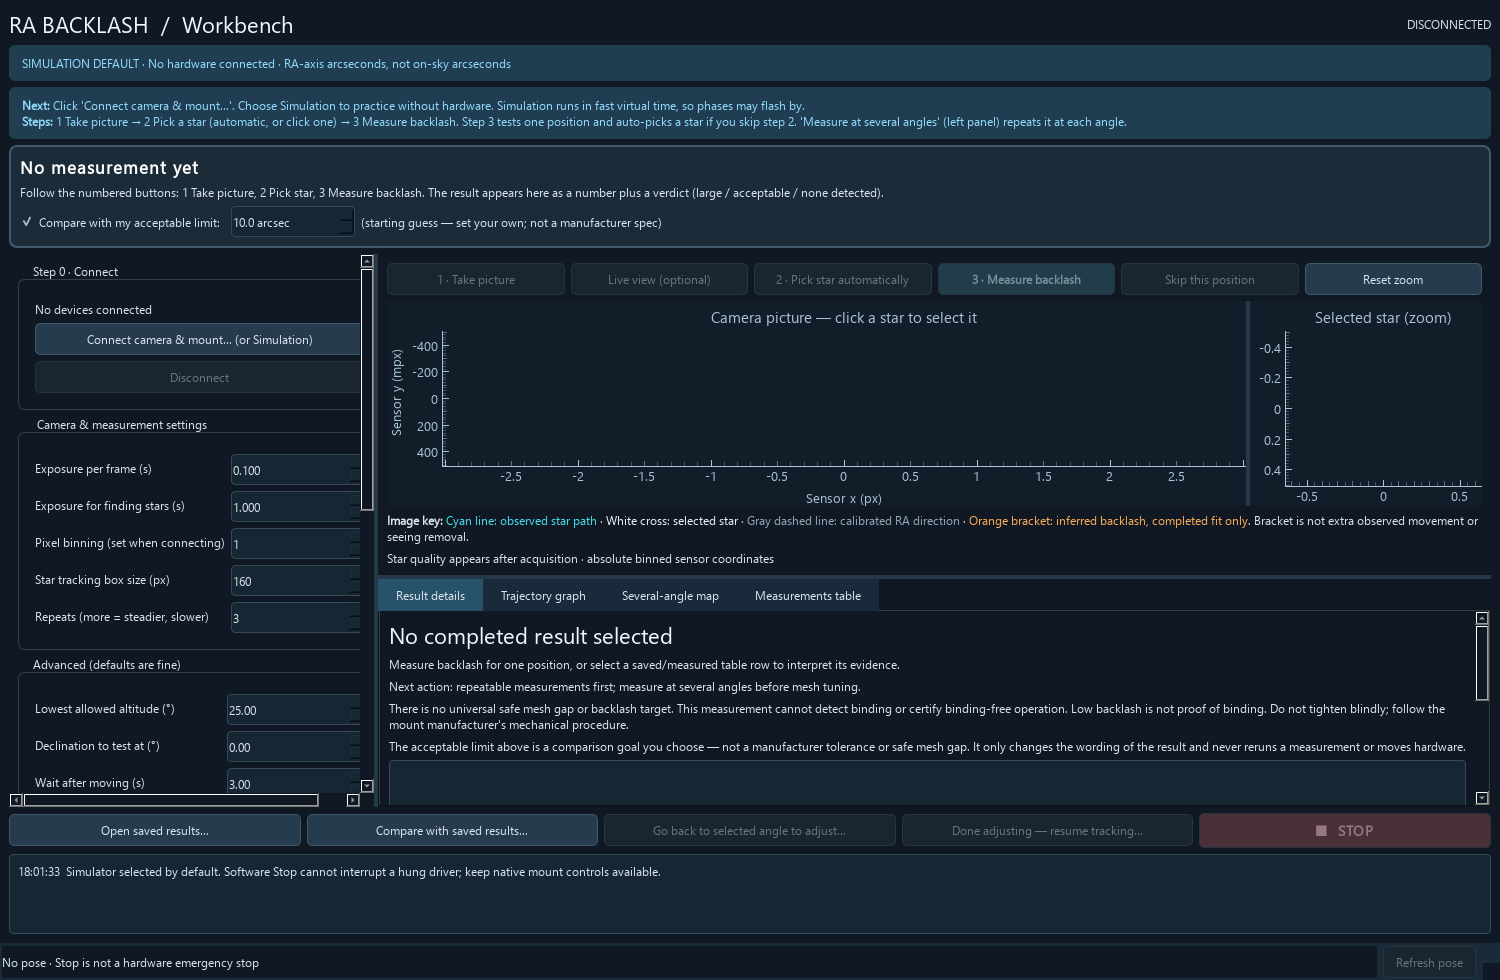 RA BACKLASH / Workbench
DISCONNECTED
SIMULATION DEFAULT · No hardware connected · RA-axis arcseconds, not on-sky arcseconds
Next: Click 'Connect camera & mount...'. Choose Simulation to practice without hardware. Simulation runs in fast virtual time, so phases may flash by.
Steps: 1 Take picture → 2 Pick a star (automatic, or click one) → 3 Measure backlash. Step 3 tests one position and auto-picks a star if you skip step 2. 'Measure at several angles' (left panel) repeats it at each angle.
No measurement yet
Follow the numbered buttons: 1 Take picture, 2 Pick star, 3 Measure backlash. The result appears here as a number plus a verdict (large / acceptable / none detected).
✓ Compare with my acceptable limit: 10.0 arcsec (starting guess — set your own; not a manufacturer spec)
Step 0 · Connect
No devices connected
Connect camera & mount... (or Simulation)
Disconnect
Camera & measurement settings
Exposure per frame (s) 0.100
Exposure for finding stars (s) 1.000
Pixel binning (set when connecting) 1
Star tracking box size (px) 160
Repeats (more = steadier, slower) 3
Advanced (defaults are fine)
Lowest allowed altitude (°) 25.00
Declination to test at (°) 0.00
Wait after moving (s) 3.00
1 · Take picture
Live view (optional)
2 · Pick star automatically
3 · Measure backlash
Skip this position
Reset zoom
Camera picture — click a star to select it
Sensor y (mpx)
-400
-200
0
200
400
-2.5 -2 -1.5 -1 -0.5 0 0.5 1 1.5 2 2.5
Sensor x (px)
Selected star (zoom)
-0.4
-0.2
0
0.2
0.4
-0.5 0 0.5
Image key: Cyan line: observed star path · White cross: selected star · Gray dashed line: calibrated RA direction · Orange bracket: inferred backlash, completed fit only. Bracket is not extra observed movement or
seeing removal.
Star quality appears after acquisition · absolute binned sensor coordinates
Result details
Trajectory graph
Several-angle map
Measurements table
No completed result selected
Measure backlash for one position, or select a saved/measured table row to interpret its evidence.
Next action: repeatable measurements first; measure at several angles before mesh tuning.
There is no universal safe mesh gap or backlash target. This measurement cannot detect binding or certify binding-free operation. Low backlash is not proof of binding. Do not tighten blindly; follow the
mount manufacturer's mechanical procedure.
The acceptable limit above is a comparison goal you choose — not a manufacturer tolerance or safe mesh gap. It only changes the wording of the result and never reruns a measurement or moves hardware.
Open saved results...
Compare with saved results...
Go back to selected angle to adjust...
Done adjusting — resume tracking...
■ STOP
18:01:33 Simulator selected by default. Software Stop cannot interrupt a hung driver; keep native mount controls available.
No pose · Stop is not a hardware emergency stop
Refresh pose